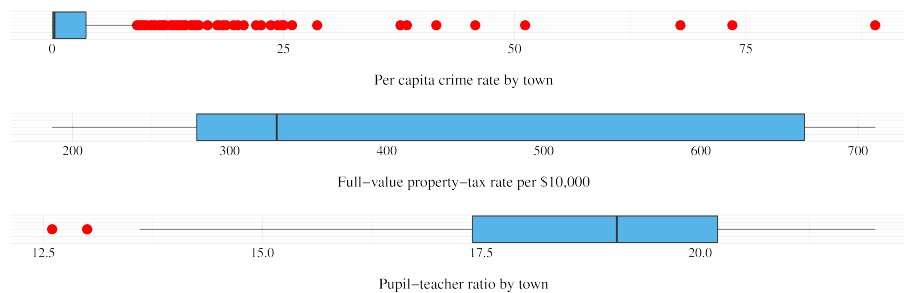 0 25 50 75
Per capita crime rate by town
200 300 400 500 600 700
Full−value property−tax rate per $10,000
12.5 15.0 17.5 20.0
Pupil−teacher ratio by town